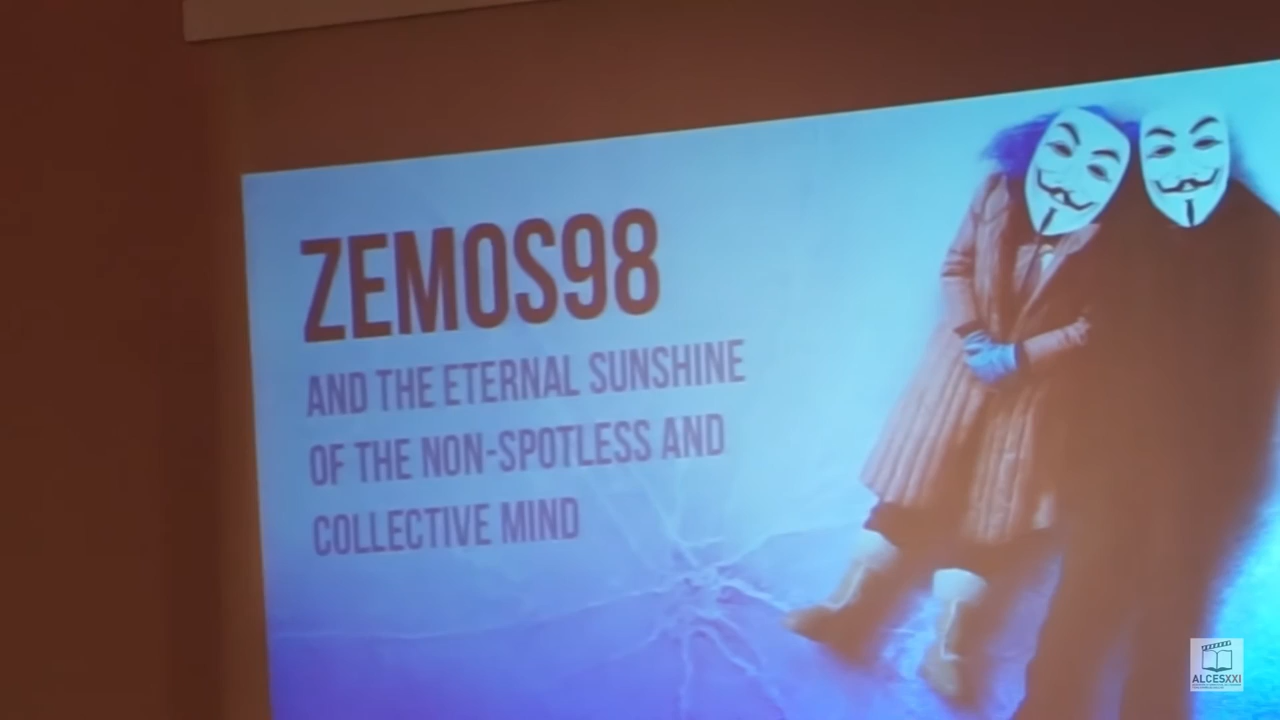 ZEMOS98
AND THE ETERNAL SUNSHINE
OF THE NON-SPOTLESS AND
COLLECTIVE MIND
ALCESXXI